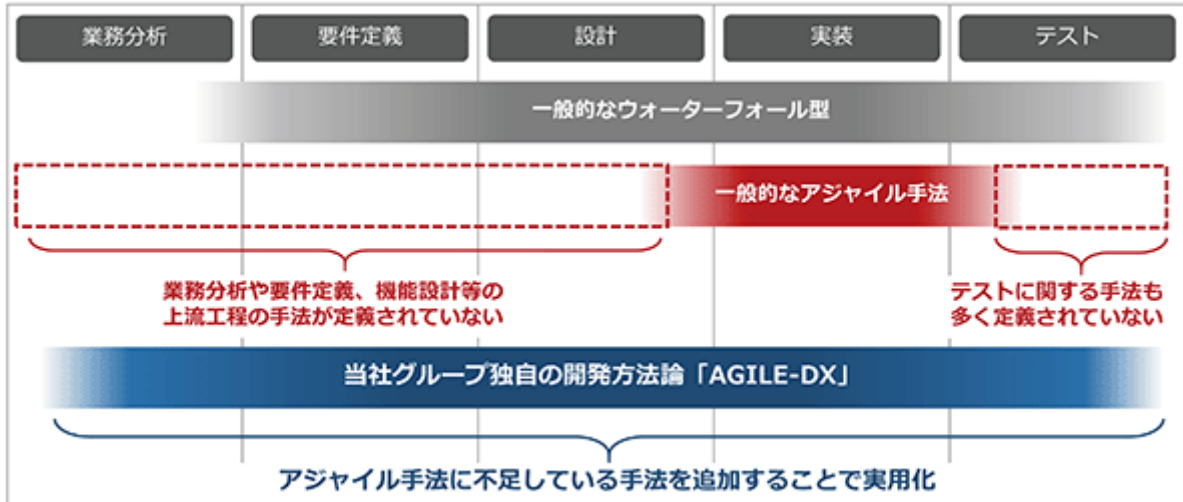 業務分析
要件定義
設計
実装
テスト
一般的なウォーターフォール型
一般的なアジャイル手法
業務分析や要件定義、機能設計等の
上流工程の手法が定義されていない
テストに関する手法も
多く定義されていない
当社グループ独自の開発方法論「AGILE-DX」
アジャイル手法に不足している手法を追加することで実用化